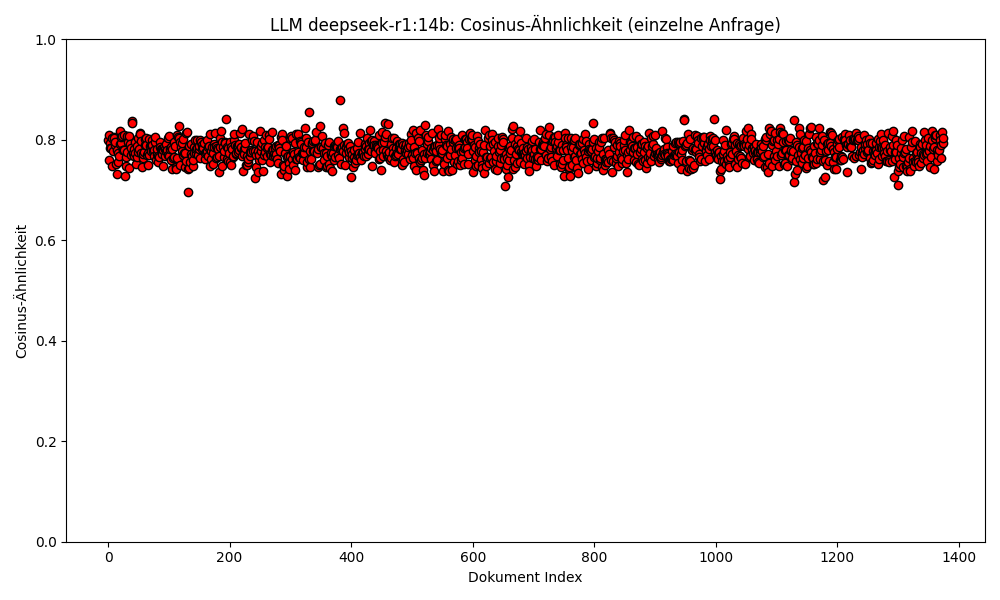 LLM deepseek-r1:14b: Cosinus-Ähnlichkeit (einzelne Anfrage)
1.0
0.8
0.6
0.4
0.2
0.0
Cosinus-Ähnlichkeit
0 200 400 600 800 1000 1200 1400
Dokument Index